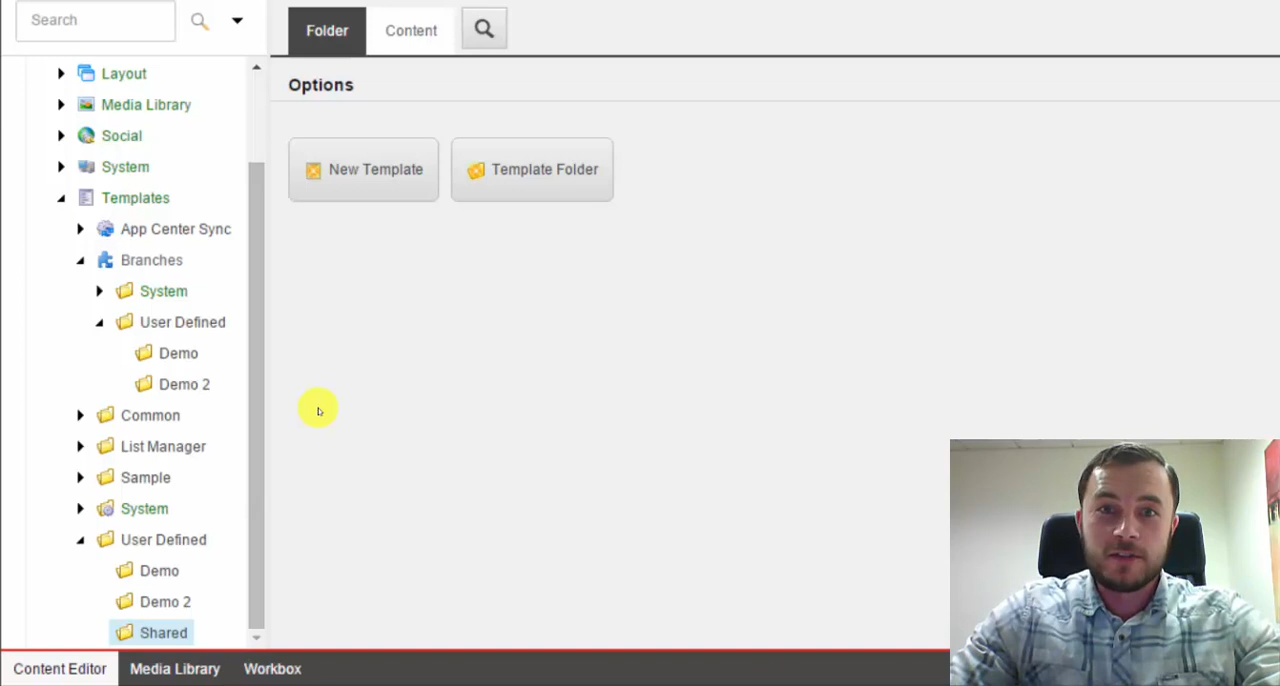 Search
Folder
Content
Layout
Media Library
Social
System
Templates
App Center Sync
Branches
System
User Defined
Demo
Demo 2
Common
List Manager
Sample
System
User Defined
Demo
Demo 2
Shared
Options
New Template
Template Folder
Content Editor
Media Library
Workbox